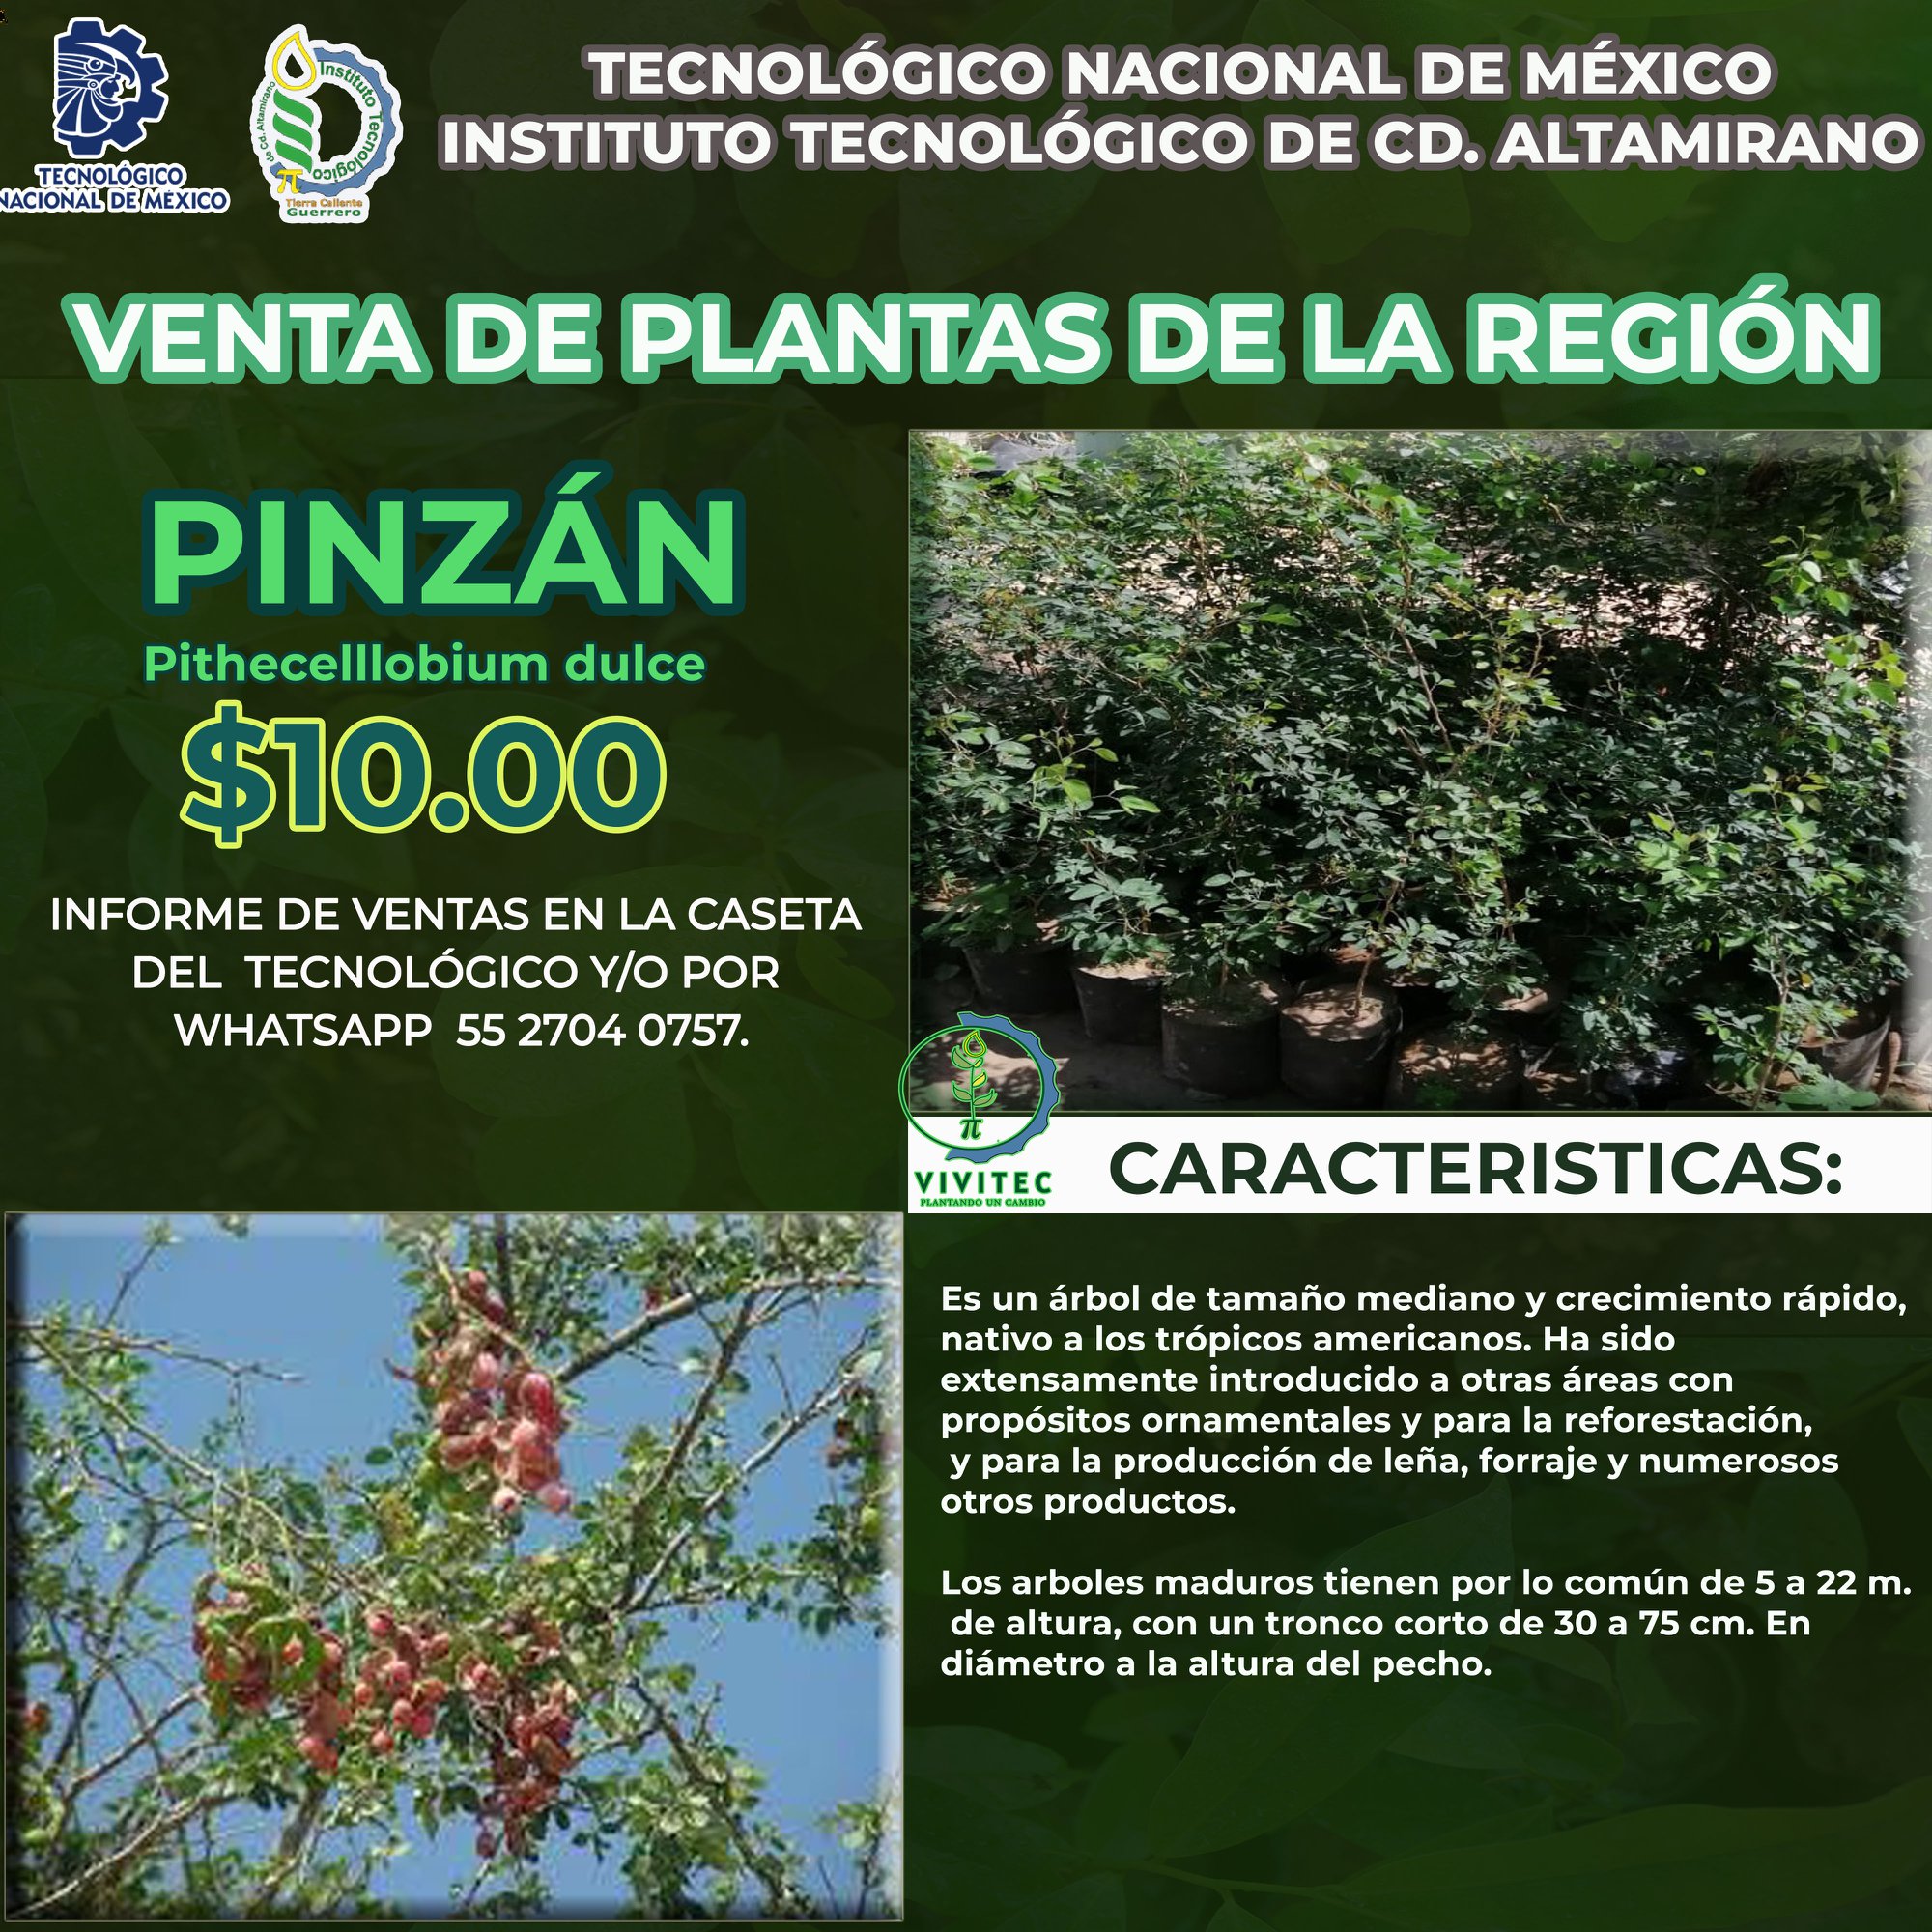 TECNOLÓGICO
NACIONAL DE MÉXICO
Instituto Tecnológico
de Cd. Altamirano
π
Tierra Caliente
Guerrero
TECNOLÓGICO NACIONAL DE MÉXICO
INSTITUTO TECNOLÓGICO DE CD. ALTAMIRANO
VENTA DE PLANTAS DE LA REGIÓN
PINZÁN
Pithecelllobium dulce
$10.00
INFORME DE VENTAS EN LA CASETA
DEL TECNOLÓGICO Y/O POR
WHATSAPP 55 2704 0757.
π
VIVITEC
PLANTANDO UN CAMBIO
CARACTERISTICAS:
Es un árbol de tamaño mediano y crecimiento rápido,
nativo a los trópicos americanos. Ha sido
extensamente introducido a otras áreas con
propósitos ornamentales y para la reforestación,
y para la producción de leña, forraje y numerosos
otros productos.
Los arboles maduros tienen por lo común de 5 a 22 m.
de altura, con un tronco corto de 30 a 75 cm. En
diámetro a la altura del pecho.